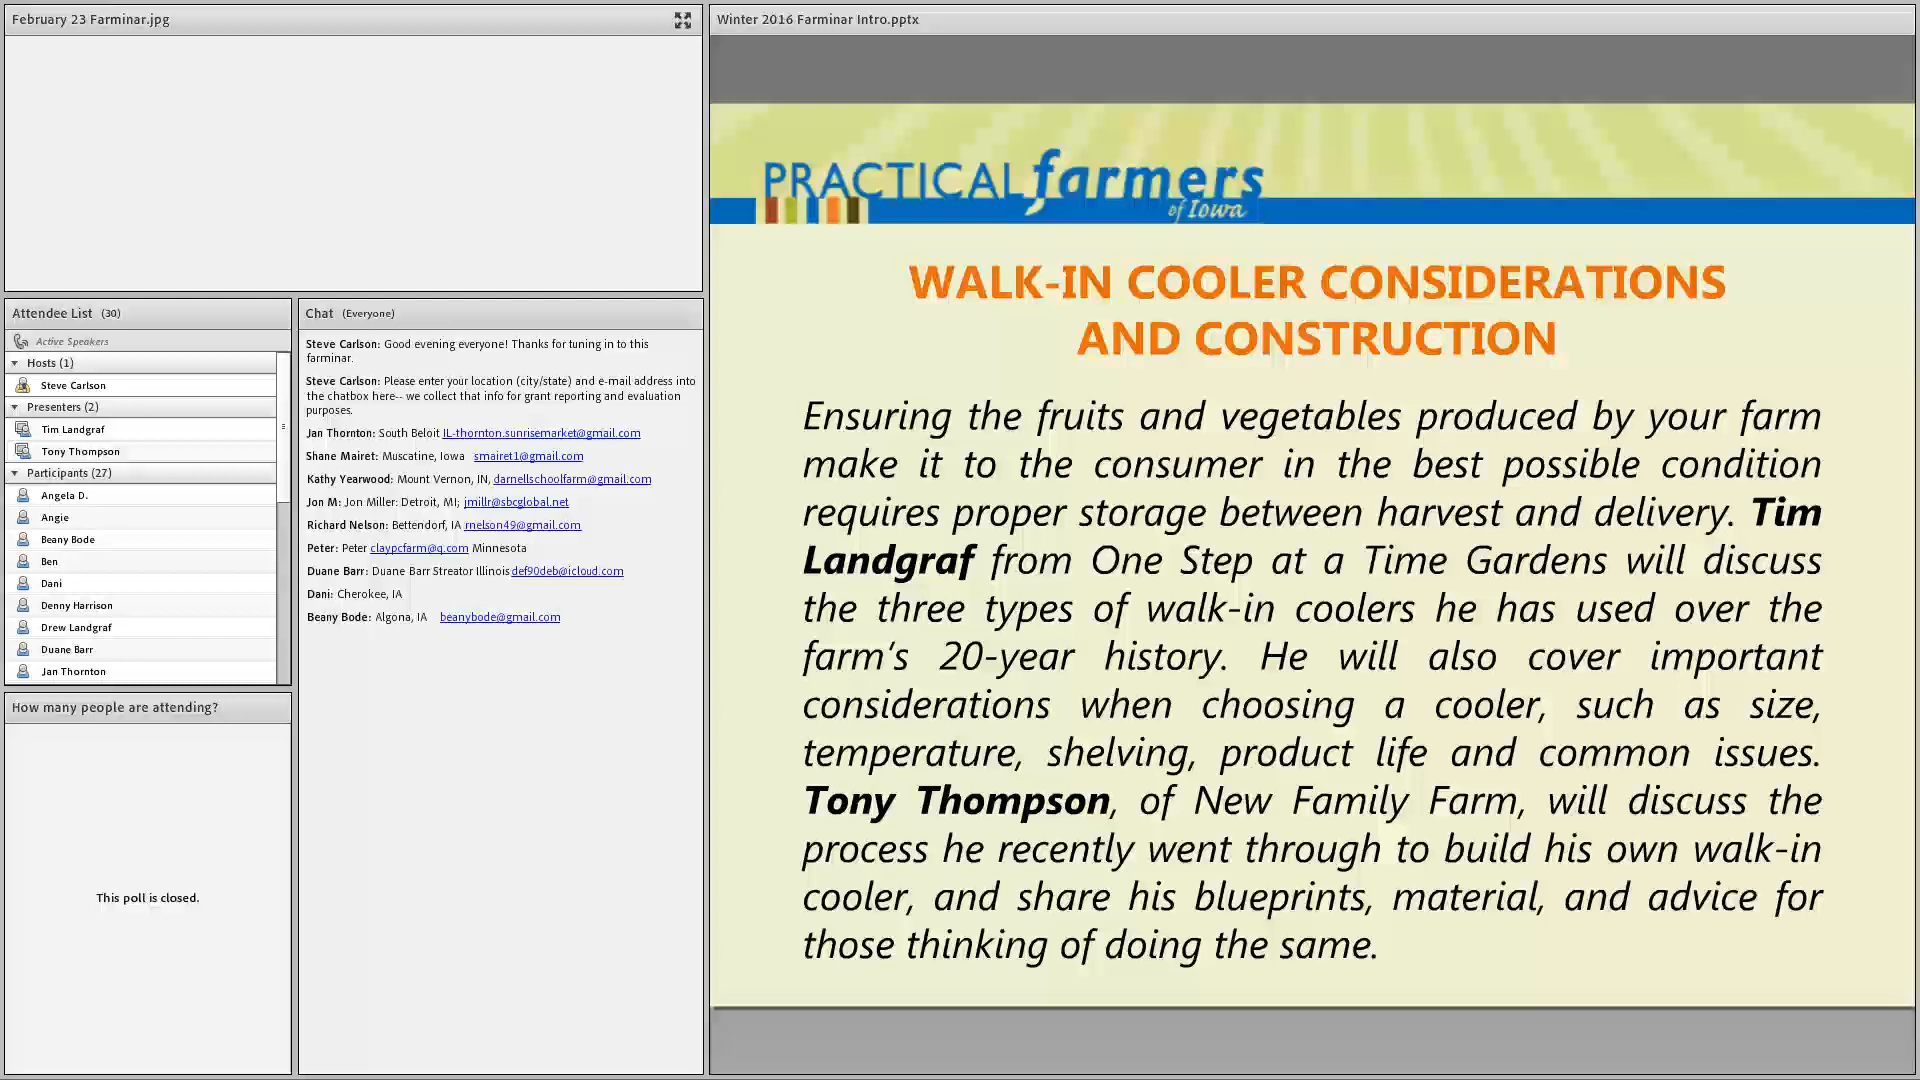 February 23 Farminar.jpg
Winter 2016 Farminar Intro.pptx
PRACTICAL farmers
of Iowa
WALK-IN COOLER CONSIDERATIONS
AND CONSTRUCTION
Ensuring the fruits and vegetables produced by your farm
make it to the consumer in the best possible condition
requires proper storage between harvest and delivery. Tim
Landgraf from One Step at a Time Gardens will discuss
the three types of walk-in coolers he has used over the
farm's 20-year history. He will also cover important
considerations when choosing a cooler, such as size,
temperature, shelving, product life and common issues.
Tony Thompson, of New Family Farm, will discuss the
process he recently went through to build his own walk-in
cooler, and share his blueprints, material, and advice for
those thinking of doing the same.
Attendee List (30)
Active Speakers
Hosts (1)
Steve Carlson
Presenters (2)
Tim Landgraf
Tony Thompson
Participants (27)
Angela D.
Angie
Beany Bode
Ben
Dani
Denny Harrison
Drew Landgraf
Duane Barr
Jan Thornton
Chat (Everyone)
Steve Carlson: Good evening everyone! Thanks for tuning in to this
farminar.
Steve Carlson: Please enter your location (city/state) and e-mail address into
the chatbox here-- we collect that info for grant reporting and evaluation
purposes.
Jan Thornton: South Beloit IL-thornton.sunrisemarket@gmail.com
Shane Mairet: Muscatine, Iowa smairet1@gmail.com
Kathy Yearwood: Mount Vernon, IN, darnellschoolfarm@gmail.com
Jon M: Jon Miller: Detroit, MI; jmillr@sbcglobal.net
Richard Nelson: Bettendorf, IA rnelson49@gmail.com
Peter: Peter claypcfarm@q.com Minnesota
Duane Barr: Duane Barr Streator Illinois def90deb@icloud.com
Dani: Cherokee, IA
Beany Bode: Algona, IA beanybode@gmail.com
How many people are attending?
This poll is closed.